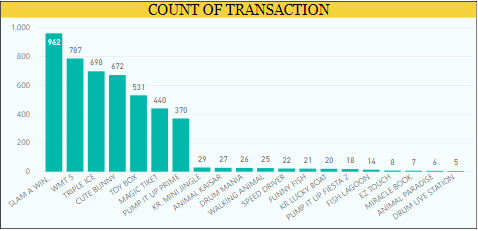 COUNT OF TRANSACTION
1,000
800
600
400
200
0
962
787
698
672
531
440
370
29
27
26
25
22
21
20
18
14
8
7
6
5
SLAM A WIN...
WMT 5
TRIPLE ICE
CUTE BUNNY
TOY BOX
MAGIC TIKET
PUMP IT UP PRIME
KR. MINI JINGLE
ANIMAL KAISAR
DRUM MANIA
WALKING ANIMAL
SPEED DRIVER
FUNNY FISH
KR LUCKY BOAT
PUMP IT UP FIESTA 2
FISH LAGOON
EZ TOUCH
MIRACLE BOOK
ANIMAL PARADISE
DRUM LIVE STATION